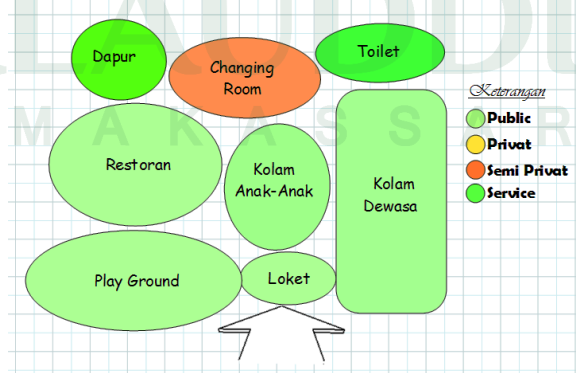 Dapur
Changing
Room
Toilet
Restoran
Kolam
Anak-Anak
Kolam
Dewasa
Play Ground
Loket
Keterangan
Public
Privat
Semi Privat
Service
MAKASSAR